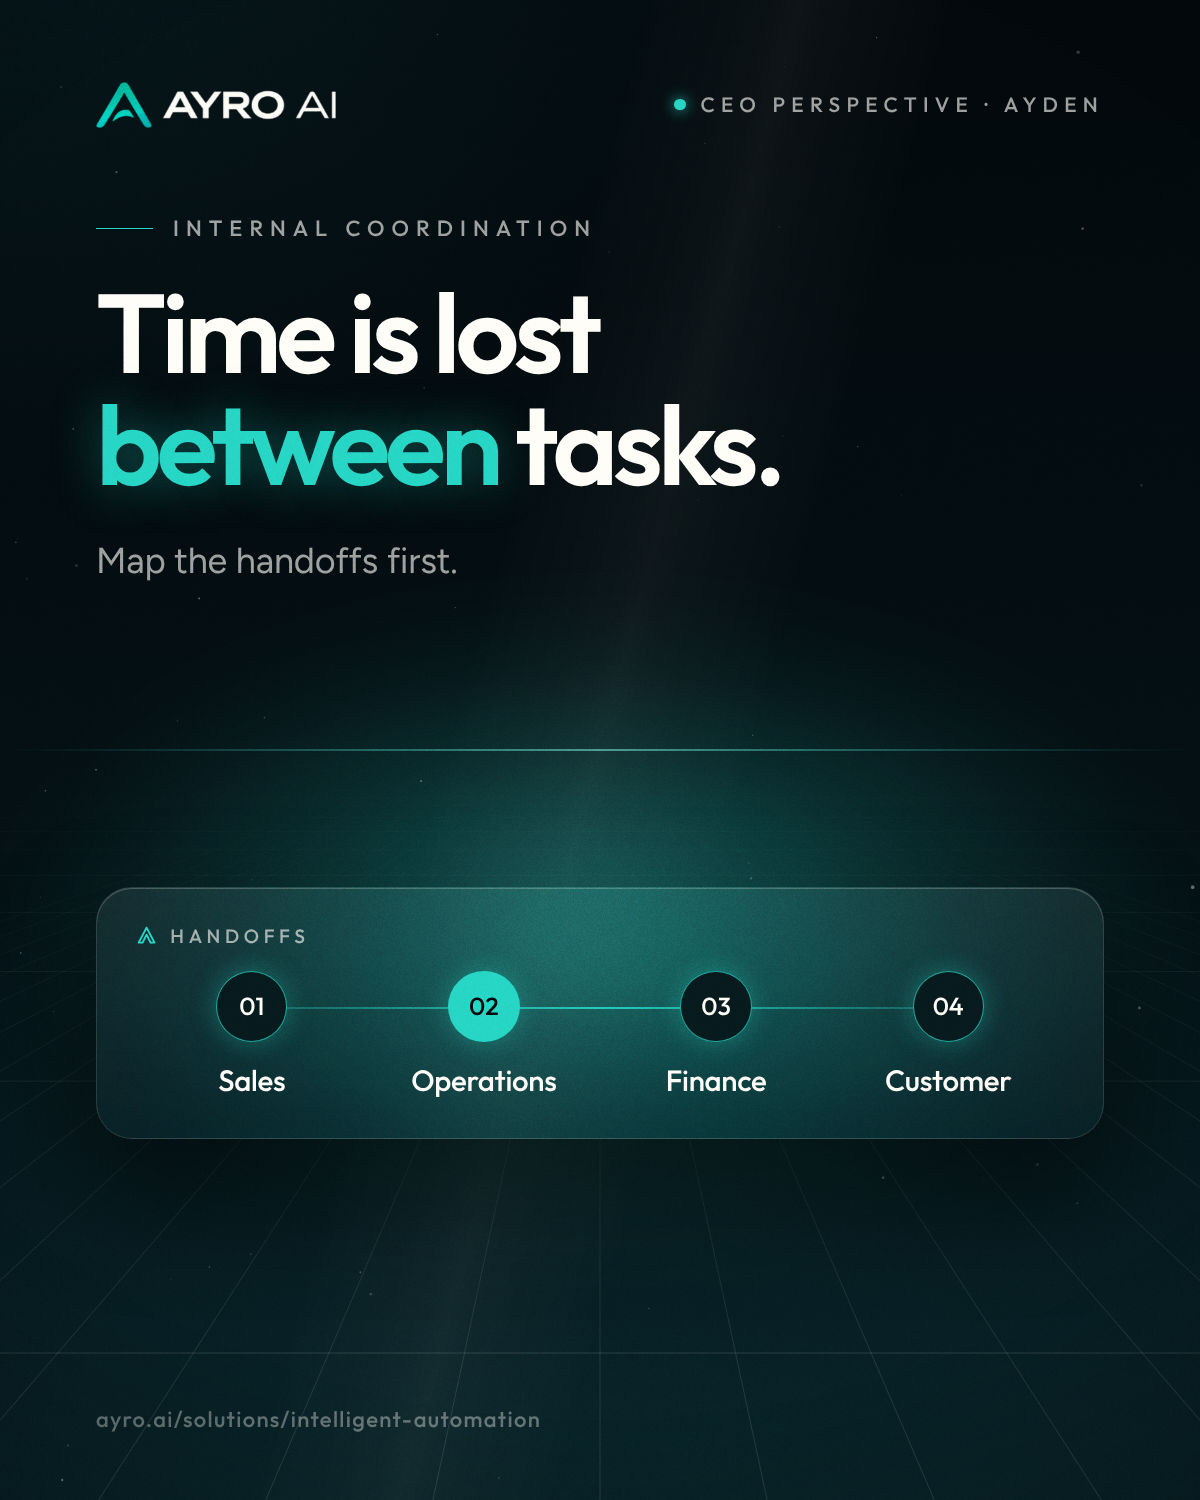 AYRO AI
CEO PERSPECTIVE · AYDEN
INTERNAL COORDINATION
Time is lost
between tasks.
Map the handoffs first.
HANDOFFS
01
02
03
04
Sales
Operations
Finance
Customer
ayro.ai/solutions/intelligent-automation